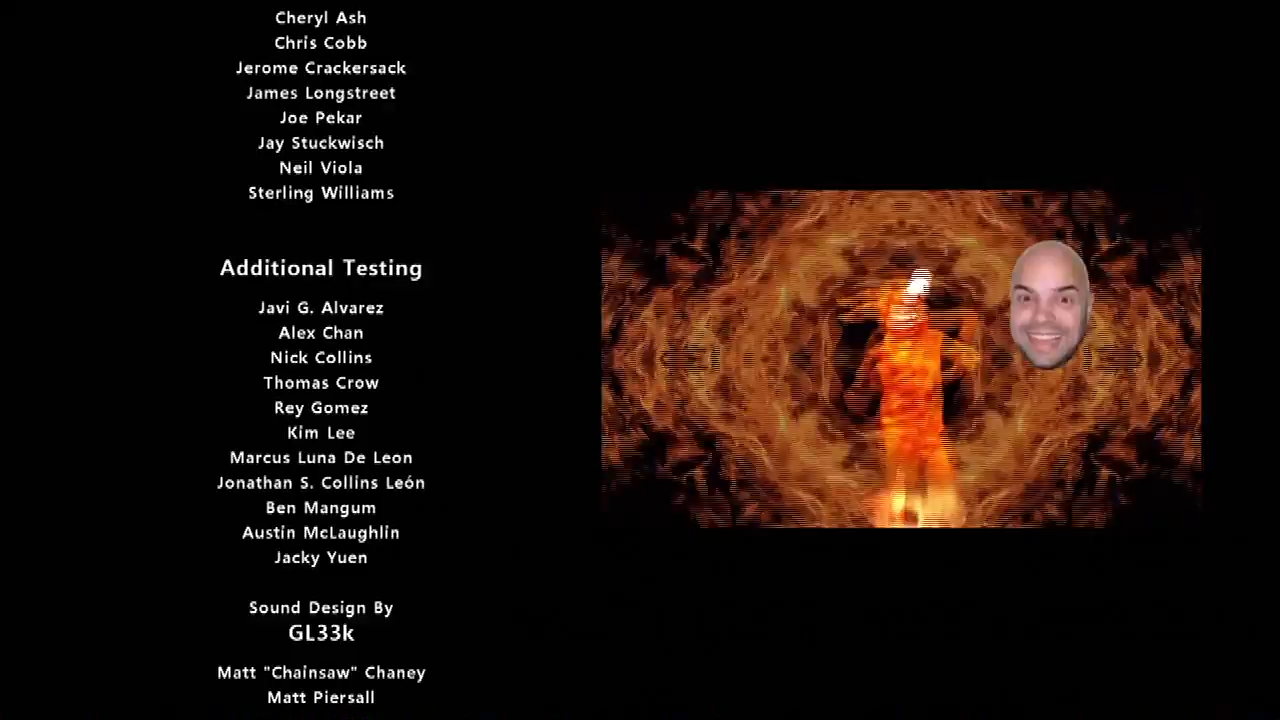 Cheryl Ash
Chris Cobb
Jerome Crackersack
James Longstreet
Joe Pekar
Jay Stuckwisch
Neil Viola
Sterling Williams
Additional Testing
Javi G. Alvarez
Alex Chan
Nick Collins
Thomas Crow
Rey Gomez
Kim Lee
Marcus Luna De Leon
Jonathan S. Collins León
Ben Mangum
Austin McLaughlin
Jacky Yuen
Sound Design By
GL33k
Matt "Chainsaw" Chaney
Matt Piersall